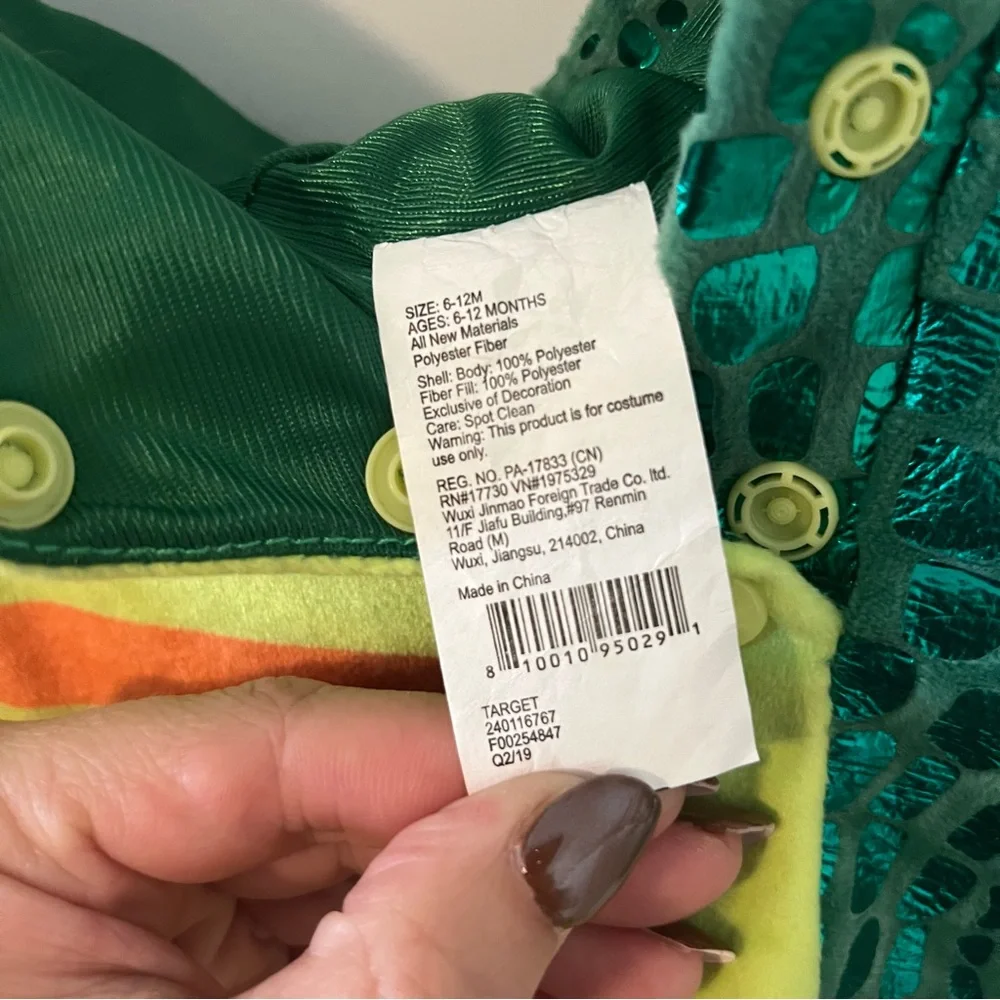 SIZE: 6-12M
AGES: 6-12 MONTHS
All New Materials
Polyester Fiber
Shell: Body: 100% Polyester
Fiber Fill: 100% Polyester
Exclusive of Decoration
Care: Spot Clean
Warning: This product is for costume
use only.
REG. NO. PA-17833 (CN)
RN#17730 VN#1975329
Wuxi Jinmao Foreign Trade Co. ltd.
11/F Jiafu Building,#97 Renmin
Road (M)
Wuxi, Jiangsu, 214002, China
Made in China
8 10010 95029 1
TARGET
240116767
F00254847
Q2/19